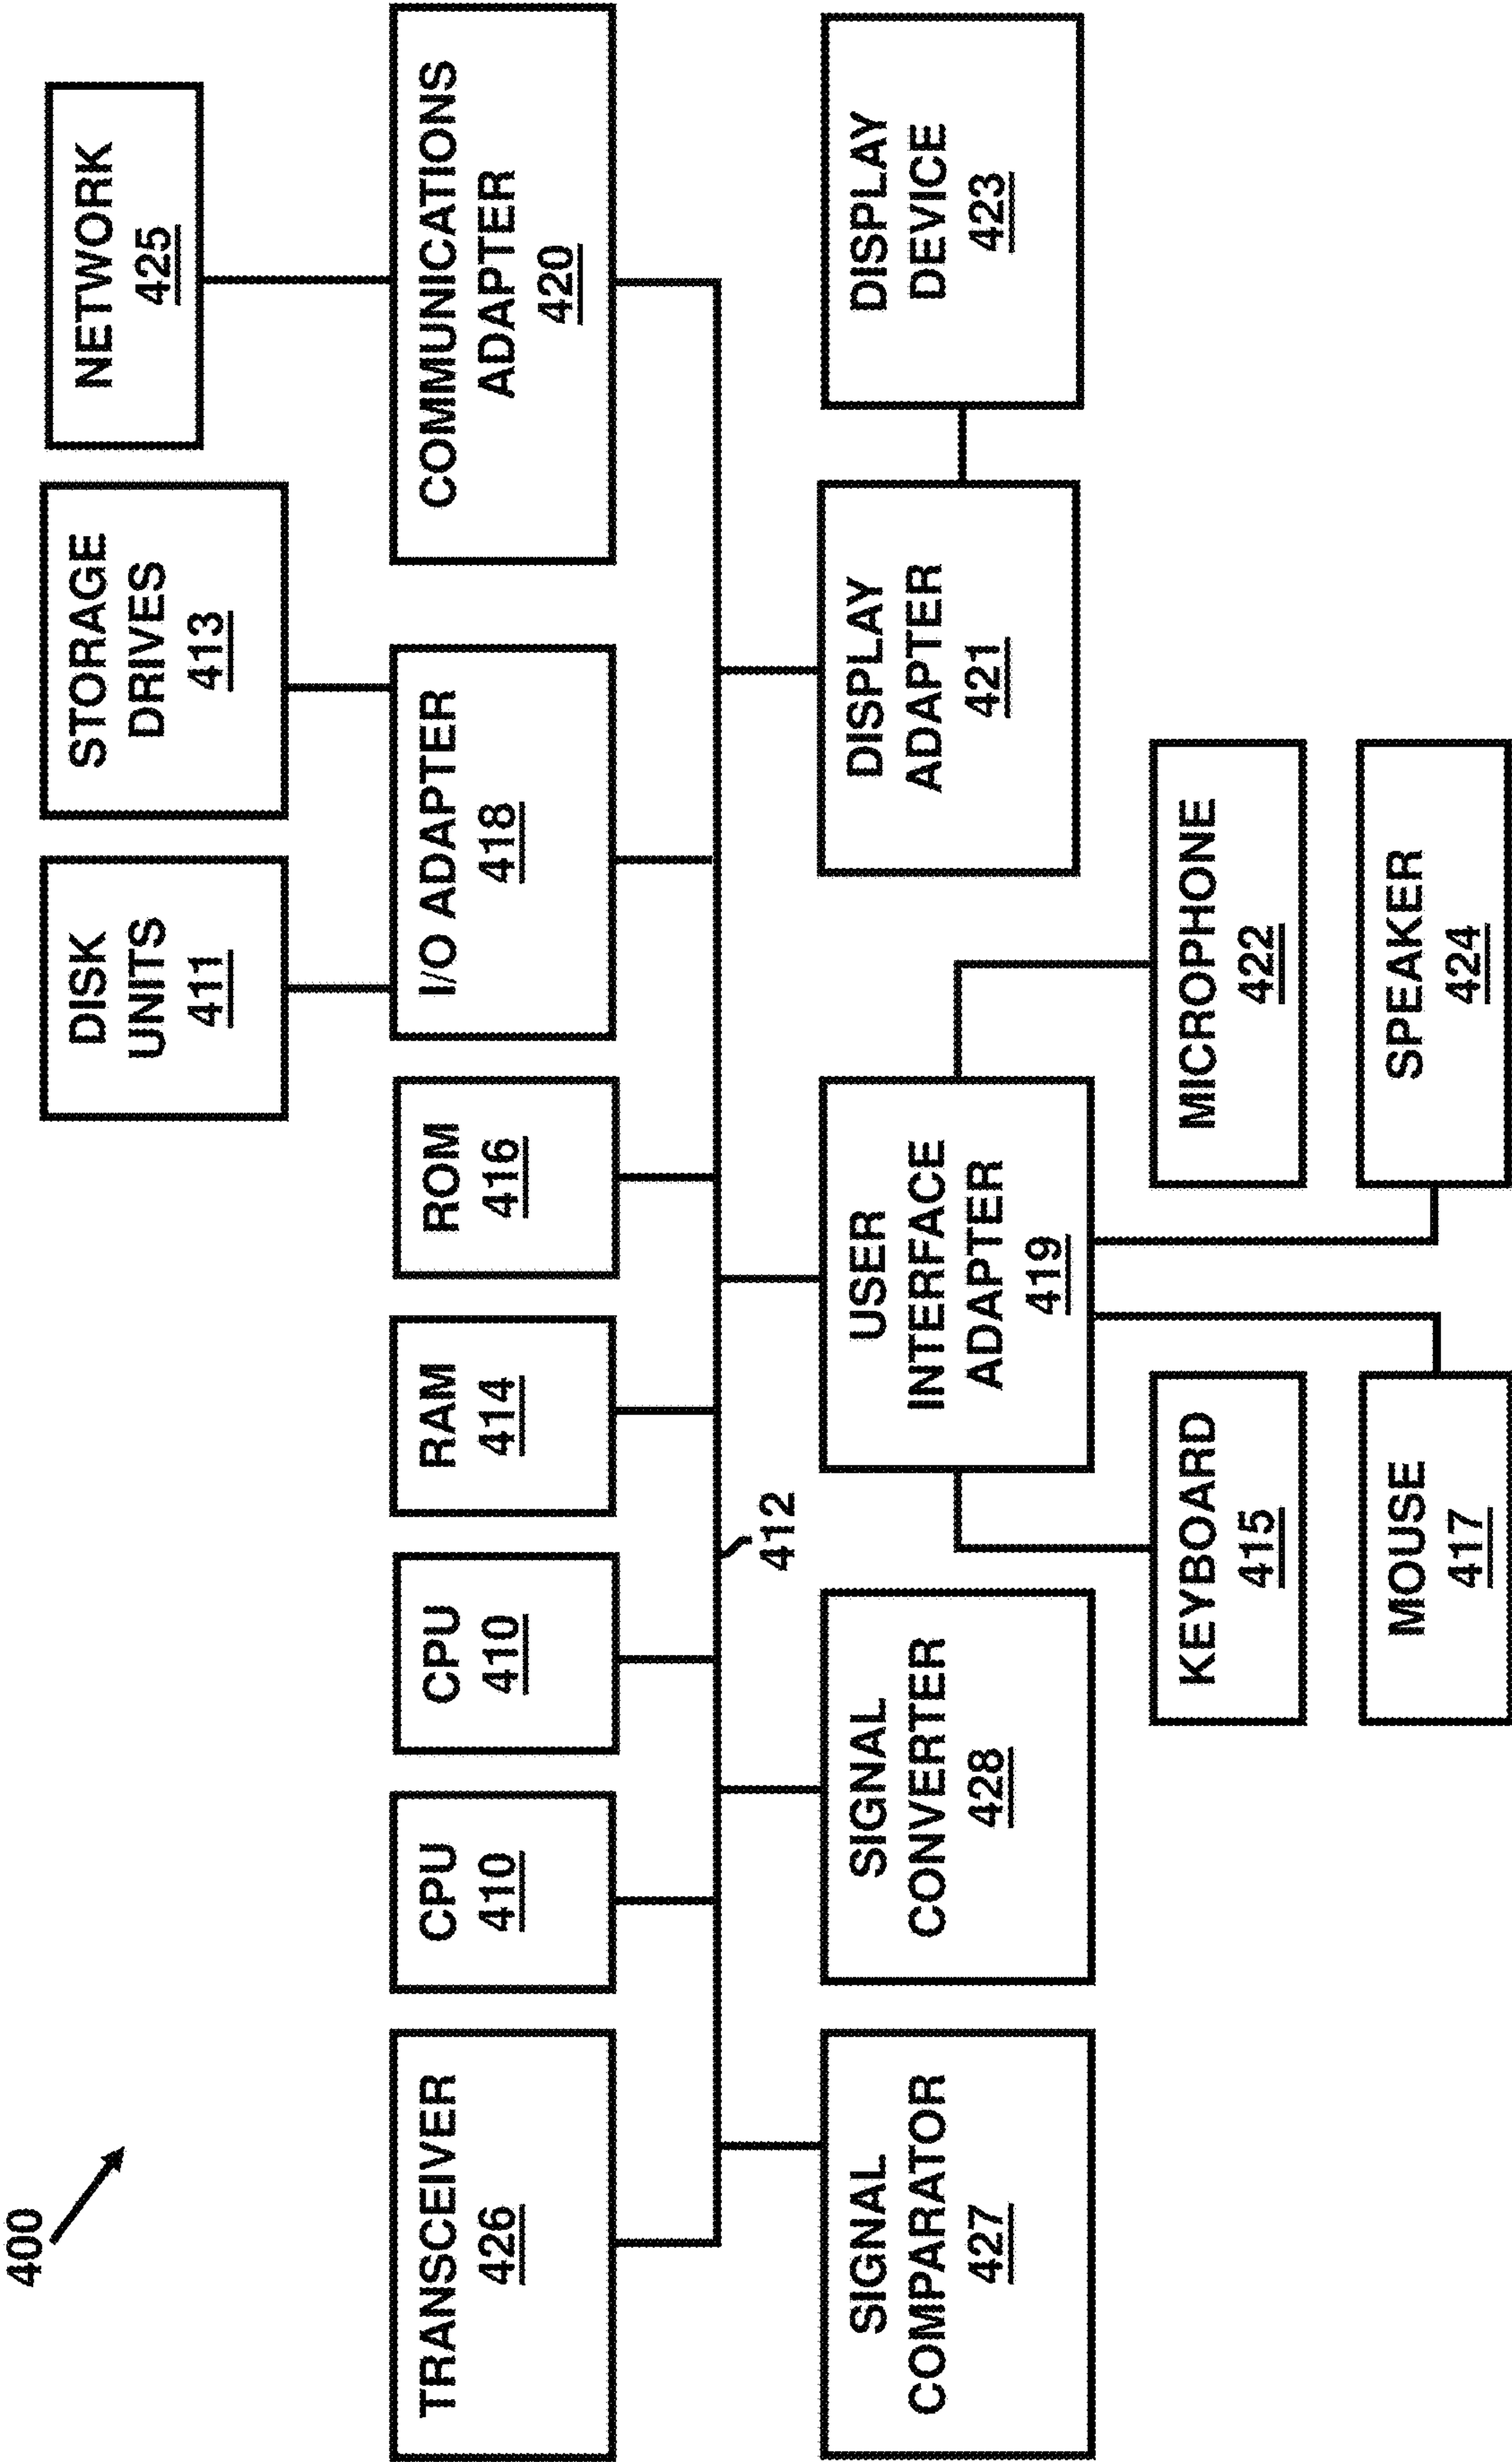 400
DISK
UNITS
411
STORAGE
DRIVES
413
NETWORK
425
TRANSCEIVER
426
CPU
410
CPU
410
RAM
414
ROM
416
I/O ADAPTER
418
COMMUNICATIONS
ADAPTER
420
412
SIGNAL
COMPARATOR
427
SIGNAL
CONVERTER
428
USER
INTERFACE
ADAPTER
419
DISPLAY
ADAPTER
421
DISPLAY
DEVICE
423
KEYBOARD
415
MICROPHONE
422
MOUSE
417
SPEAKER
424